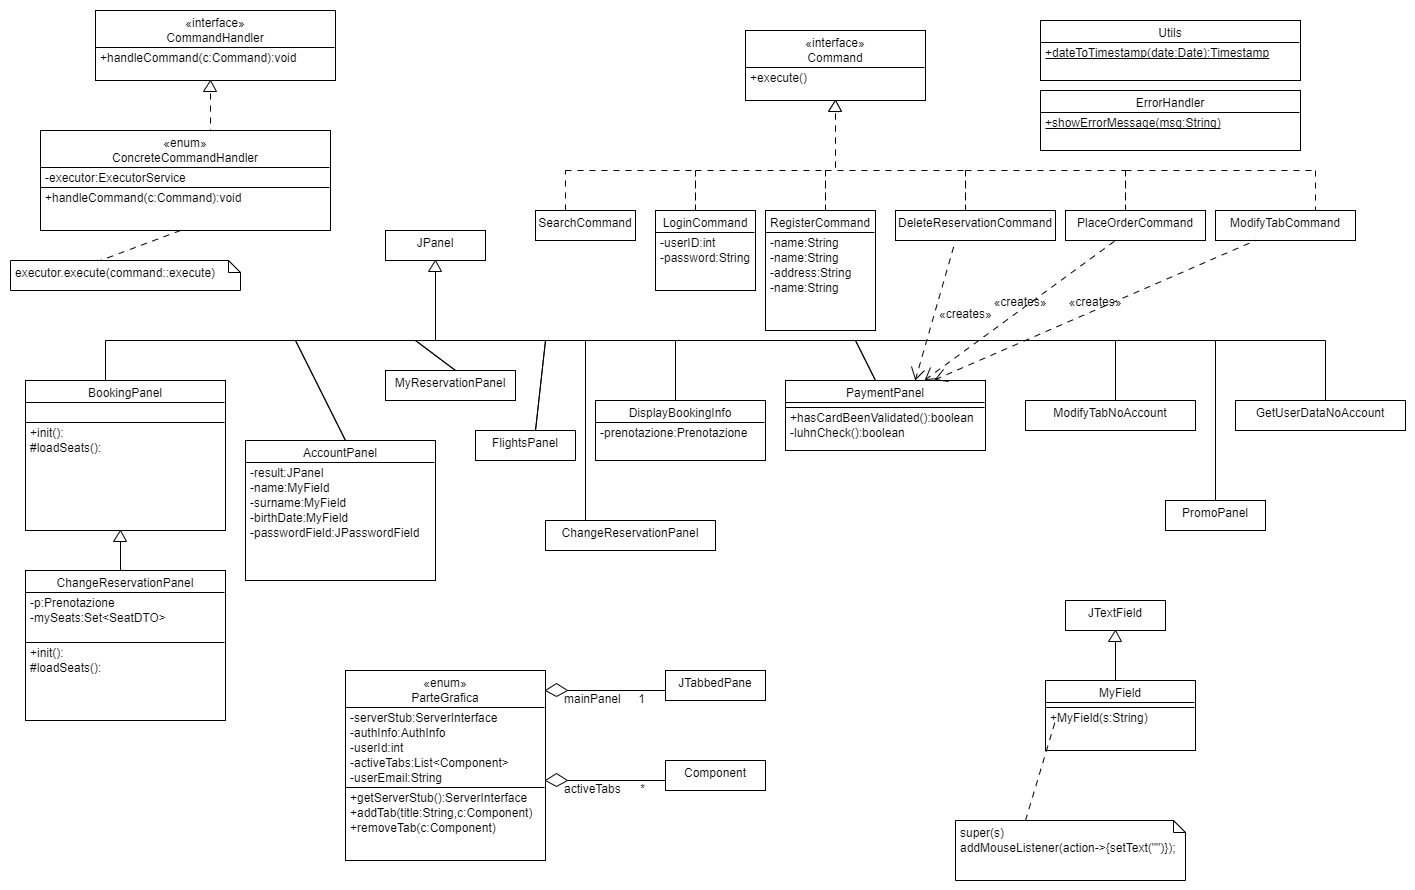 «interface»
CommandHandler
+handleCommand(c:Command):void
«enum»
ConcreteCommandHandler
-executor:ExecutorService
+handleCommand(c:Command):void
executor.execute(command::execute)
«interface»
Command
+execute()
Utils
+dateToTimestamp(date:Date):Timestamp
ErrorHandler
+showErrorMessage(msg:String)
SearchCommand
LoginCommand
-userID:int
-password:String
RegisterCommand
-name:String
-name:String
-address:String
-name:String
DeleteReservationCommand
PlaceOrderCommand
ModifyTabCommand
«creates»
«creates»
«creates»
JPanel
BookingPanel
+init():
#loadSeats():
AccountPanel
-result:JPanel
-name:MyField
-surname:MyField
-birthDate:MyField
-passwordField:JPasswordField
MyReservationPanel
FlightsPanel
ChangeReservationPanel
DisplayBookingInfo
-prenotazione:Prenotazione
PaymentPanel
+hasCardBeenValidated():boolean
-luhnCheck():boolean
ModifyTabNoAccount
PromoPanel
GetUserDataNoAccount
ChangeReservationPanel
-p:Prenotazione
-mySeats:Set<SeatDTO>
+init():
#loadSeats():
«enum»
ParteGrafica
-serverStub:ServerInterface
-authInfo:AuthInfo
-userId:int
-activeTabs:List<Component>
-userEmail:String
+getServerStub():ServerInterface
+addTab(title:String,c:Component)
+removeTab(c:Component)
mainPanel 1
JTabbedPane
activeTabs *
Component
JTextField
MyField
+MyField(s:String)
super(s)
addMouseListener(action->{setText("")});